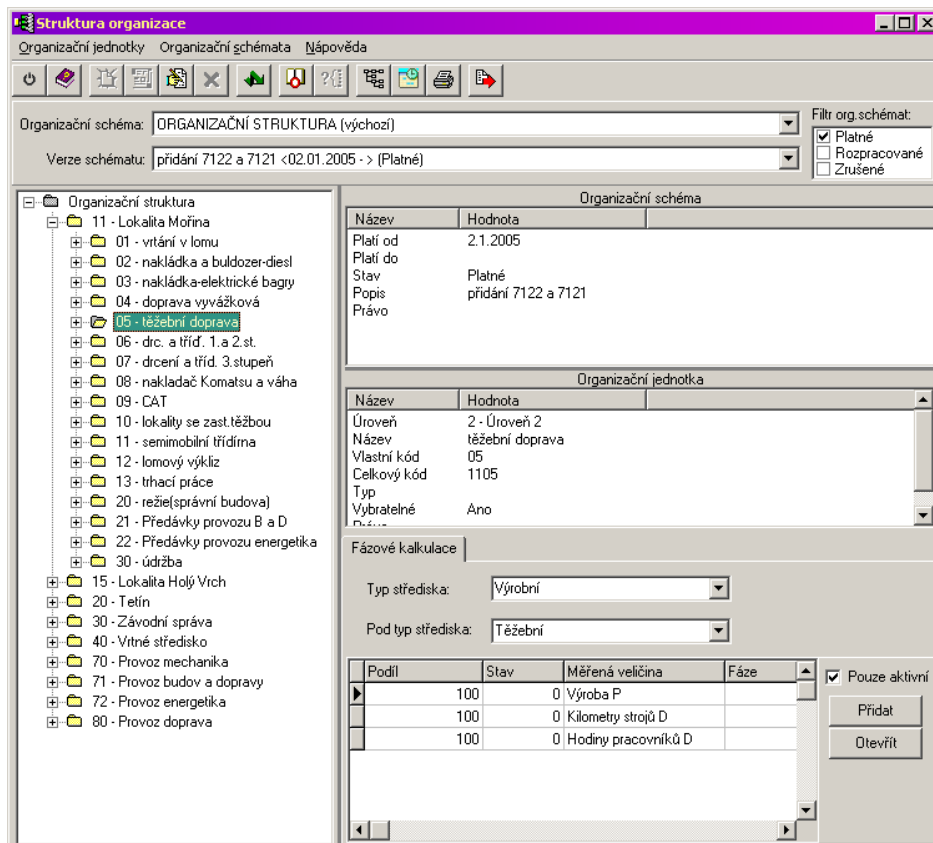 Struktura organizace
Organizační jednotky Organizační schémata Nápověda
Organizační schéma: ORGANIZAČNÍ STRUKTURA (výchozí)
Verze schématu: přidání 7122 a 7121 <02.01.2005 - > (Platné)
Filtr org.schémat:
Platné
Rozpracované
Zrušené
Organizační struktura
11 - Lokalita Mořina
01 - vrtání v lomu
02 - nakládka a buldozer-diesl
03 - nakládka-elektrické bagry
04 - doprava vyvážková
05 - těžební doprava
06 - drc. a tříď. 1.a 2.st.
07 - drcení a tříd. 3.stupeň
08 - nakladač Komatsu a váha
09 - CAT
10 - lokality se zast.těžbou
11 - semimobilní třídírna
12 - lomový výkliz
13 - trhací práce
20 - režie(správní budova)
21 - Předávky provozu B a D
22 - Předávky provozu energetika
30 - údržba
15 - Lokalita Holý Vrch
20 - Tetín
30 - Závodní správa
40 - Vrtné středisko
70 - Provoz mechanika
71 - Provoz budov a dopravy
72 - Provoz energetika
80 - Provoz doprava
Organizační schéma
Název Hodnota
Platí od 2.1.2005
Platí do
Stav Platné
Popis přidání 7122 a 7121
Právo
Organizační jednotka
Název Hodnota
Úroveň 2 - Úroveň 2
Název těžební doprava
Vlastní kód 05
Celkový kód 1105
Typ
Vybratelné Ano
Fázové kalkulace
Typ střediska: Výrobní
Pod typ střediska: Těžební
Podíl Stav Měřená veličina Fáze
100 0 Výroba P
100 0 Kilometry strojů D
100 0 Hodiny pracovníků D
Pouze aktivní
Přidat
Otevřít